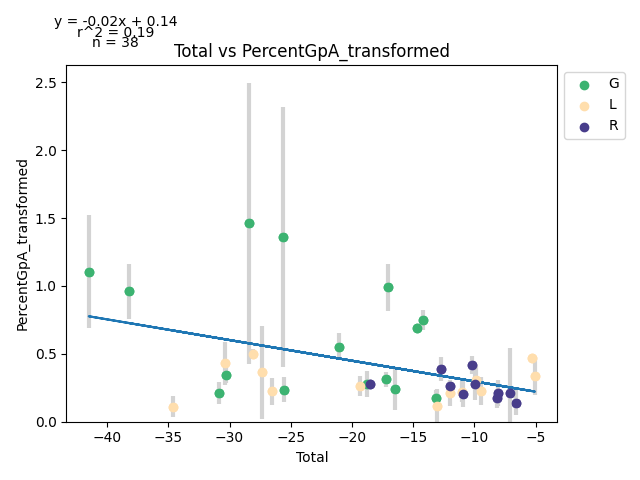 y = -0.02x + 0.14
r^2 = 0.19
n = 38
Total vs PercentGpA_transformed
G
L
R
PercentGpA_transformed
2.5
2.0
1.5
1.0
0.5
0.0
−40 −35 −30 −25 −20 −15 −10 −5
Total